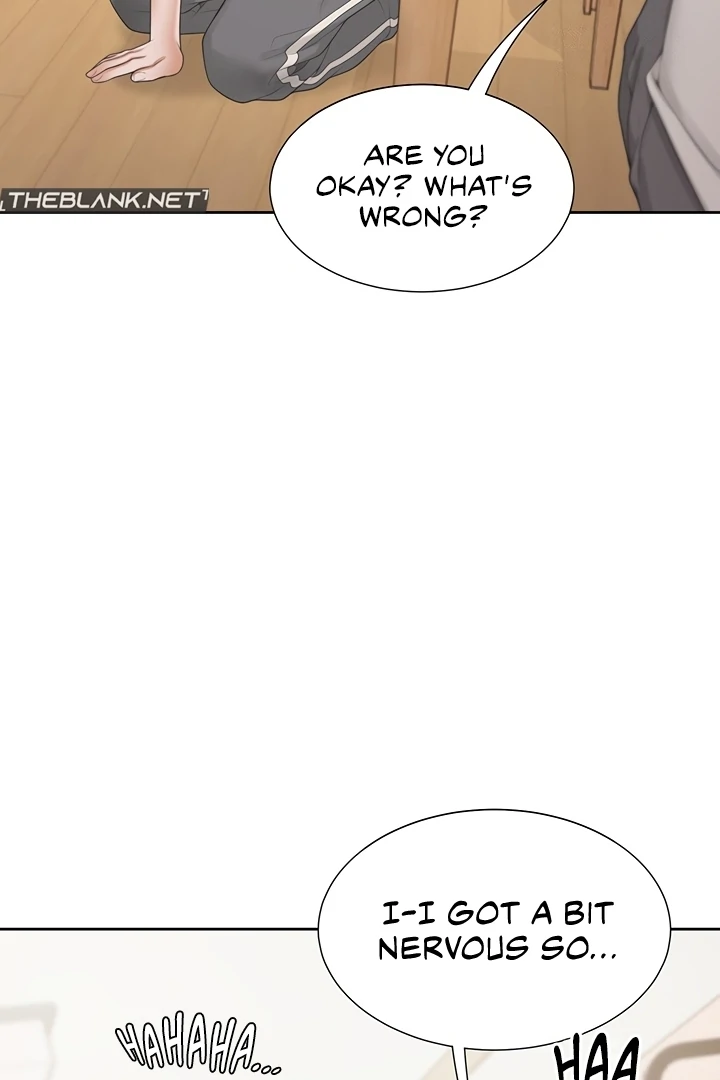 ARE YOU
OKAY? WHAT'S
WRONG?
THEBLANK.NET
I-I GOT A BIT
NERVOUS SO...
HAHAHA...
HAA